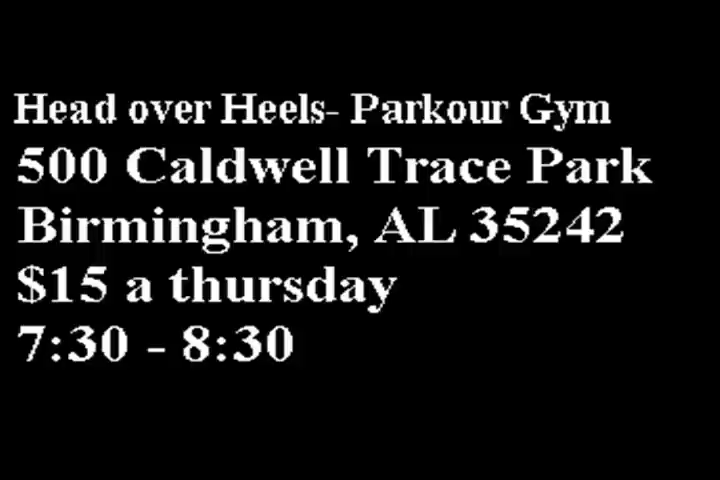 Head over Heels- Parkour Gym
500 Caldwell Trace Park
Birmingham, AL 35242
$15 a thursday
7:30 - 8:30